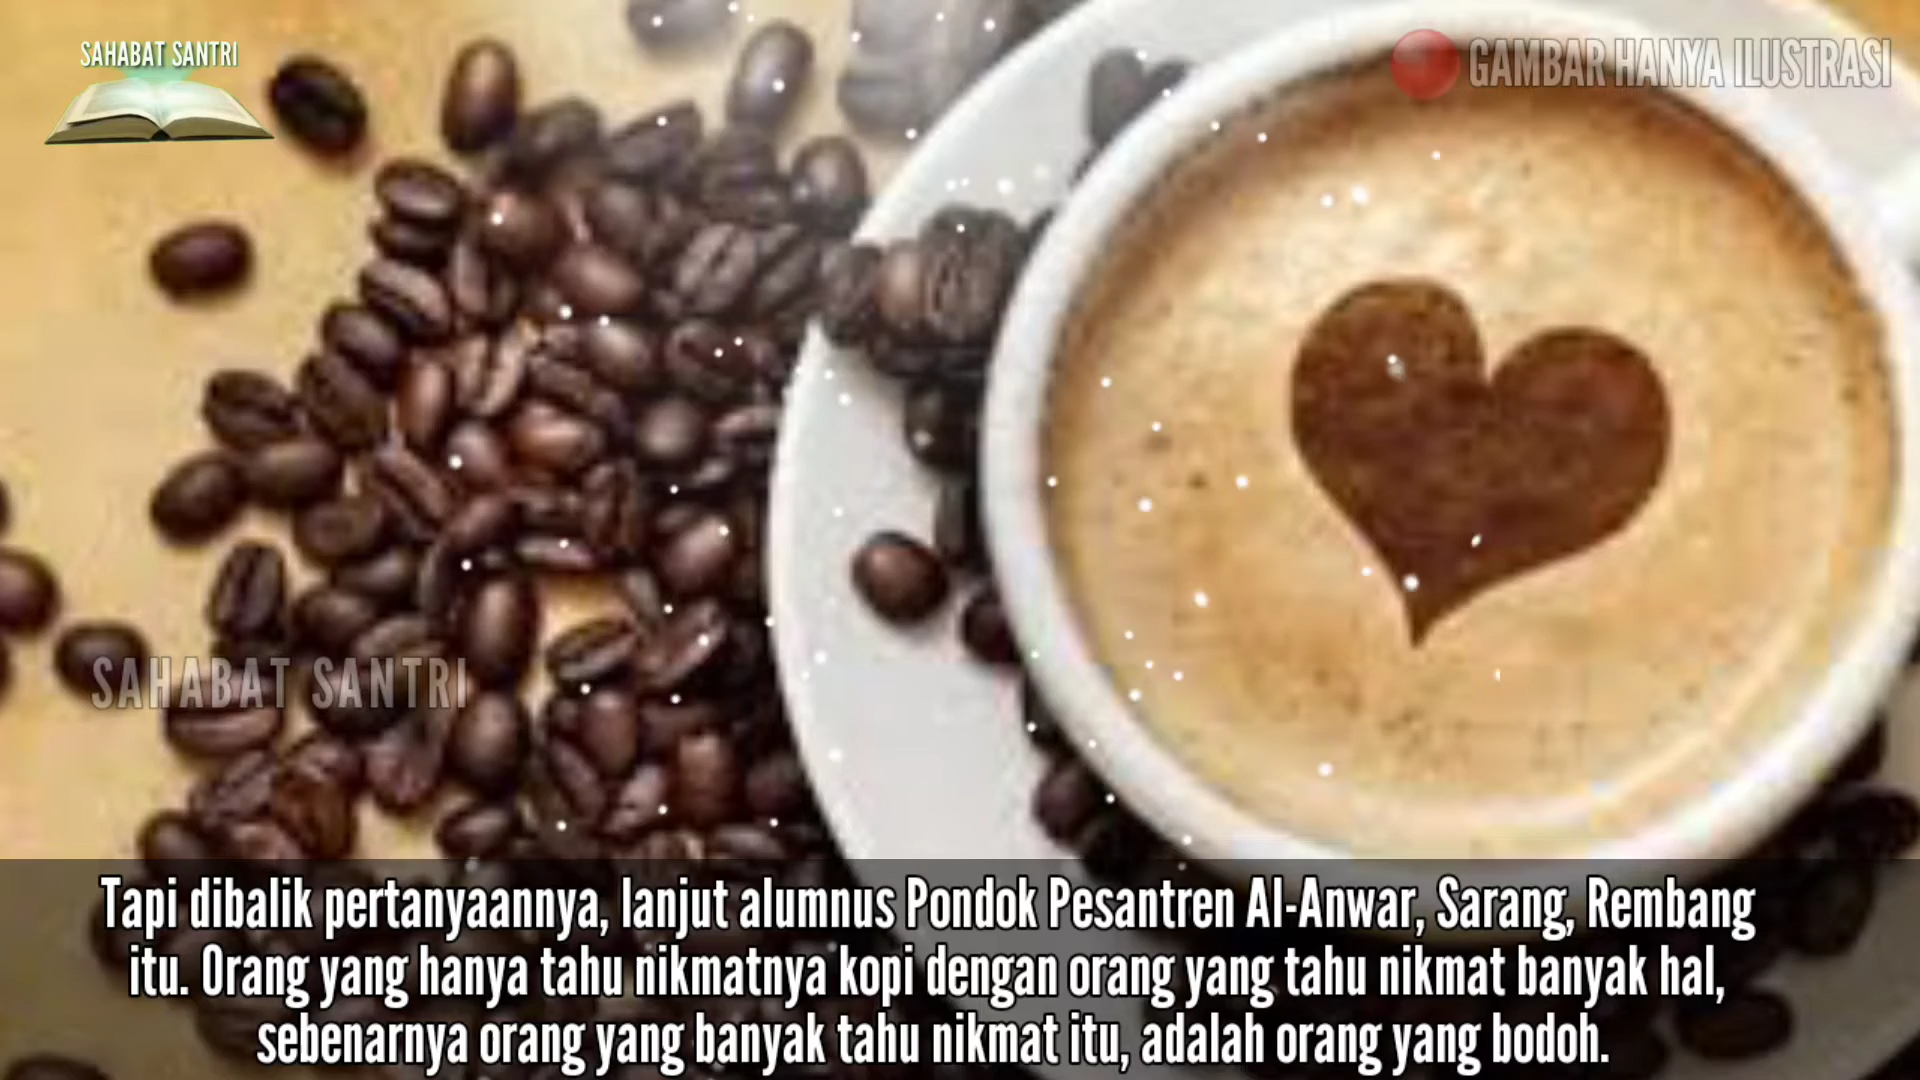 SAHABAT SANTRI
GAMBAR HANYA ILUSTRASI
SAHABAT SANTRI
Tapi dibalik pertanyaannya, lanjut alumnus Pondok Pesantren Al-Anwar, Sarang, Rembang
itu. Orang yang hanya tahu nikmatnya kopi dengan orang yang tahu nikmat banyak hal,
sebenarnya orang yang banyak tahu nikmat itu, adalah orang yang bodoh.